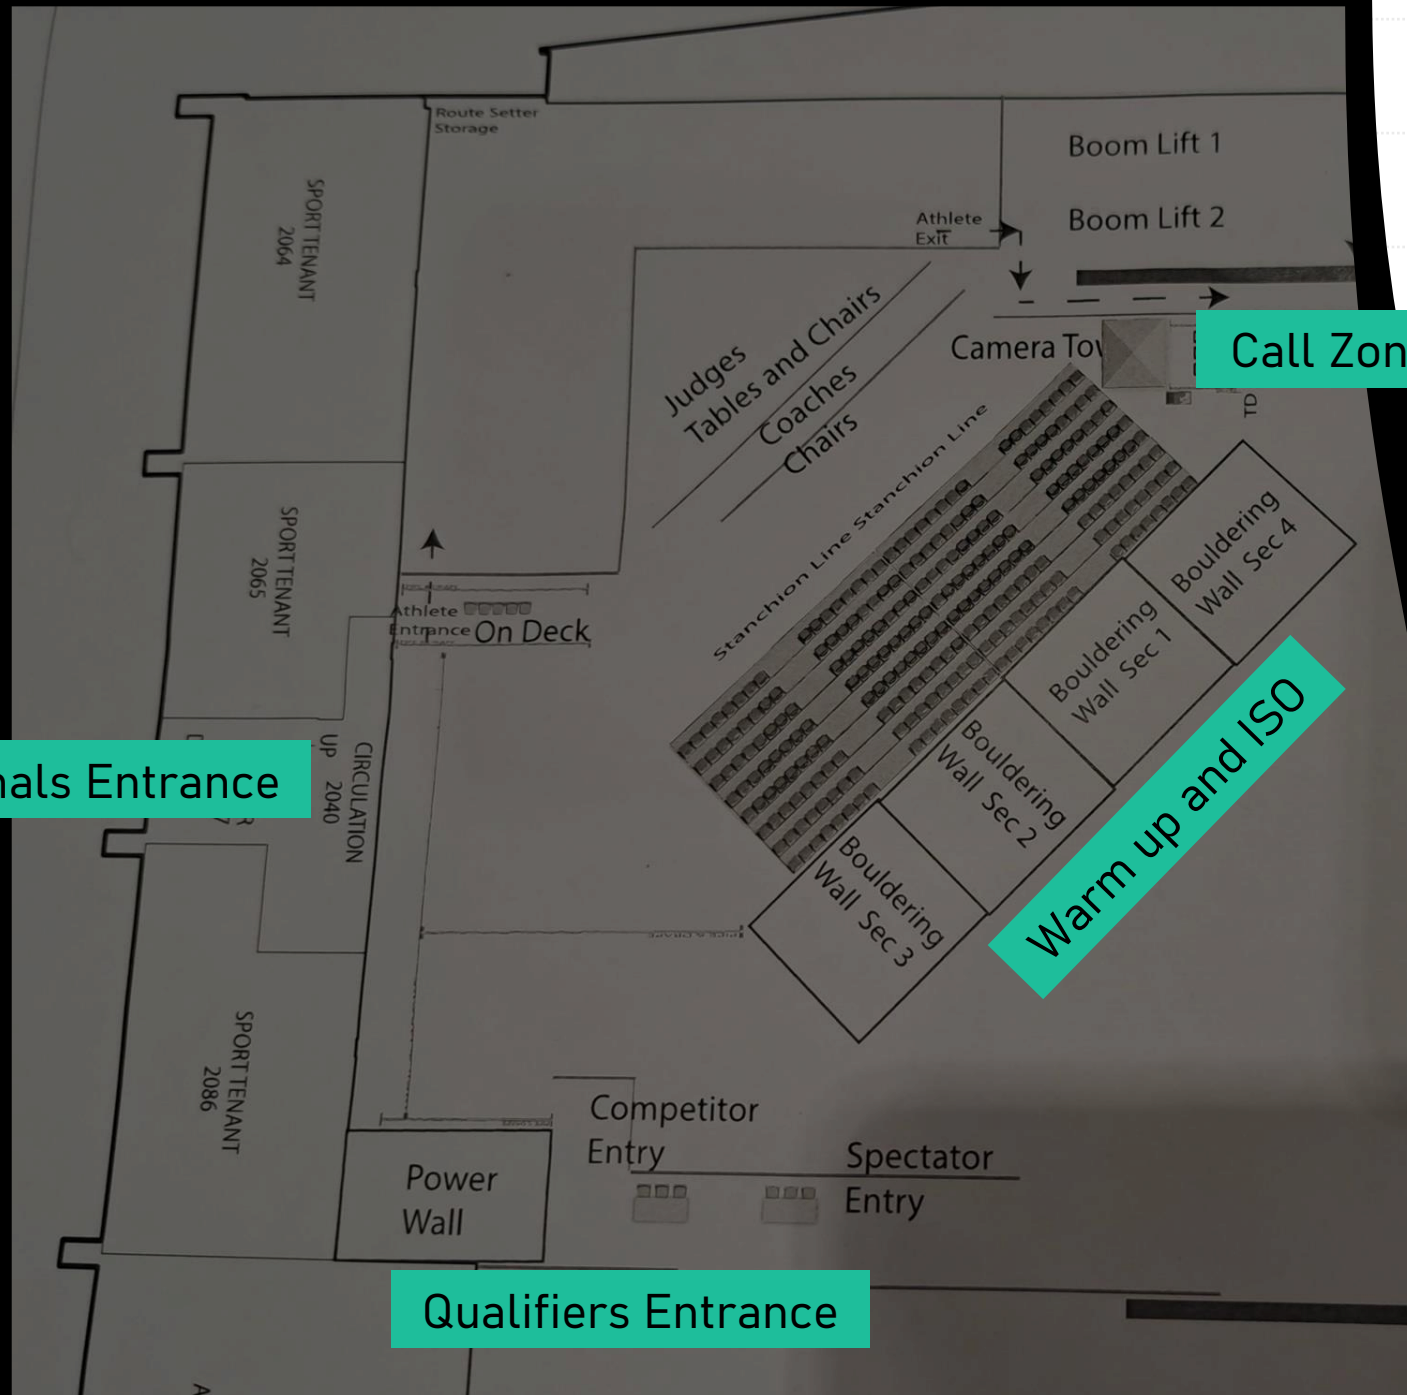 Route Setter
Storage
Boom Lift 1
Boom Lift 2
SPORT TENANT
2064
Athlete
Exit
Judges
Tables and Chairs
Coaches
Chairs
Camera Tow
Call Zon
TD
Stanchion Line Stanchion Line
SPORT TENANT
2065
Athlete
Entrance
On Deck
Bouldering
Wall Sec 4
Bouldering
Wall Sec 1
Bouldering
Wall Sec 2
Bouldering
Wall Sec 3
Warm up and ISO
nals Entrance
CIRCULATION
UP 2040
SPORT TENANT
2086
Competitor
Entry
Spectator
Entry
Power
Wall
Qualifiers Entrance